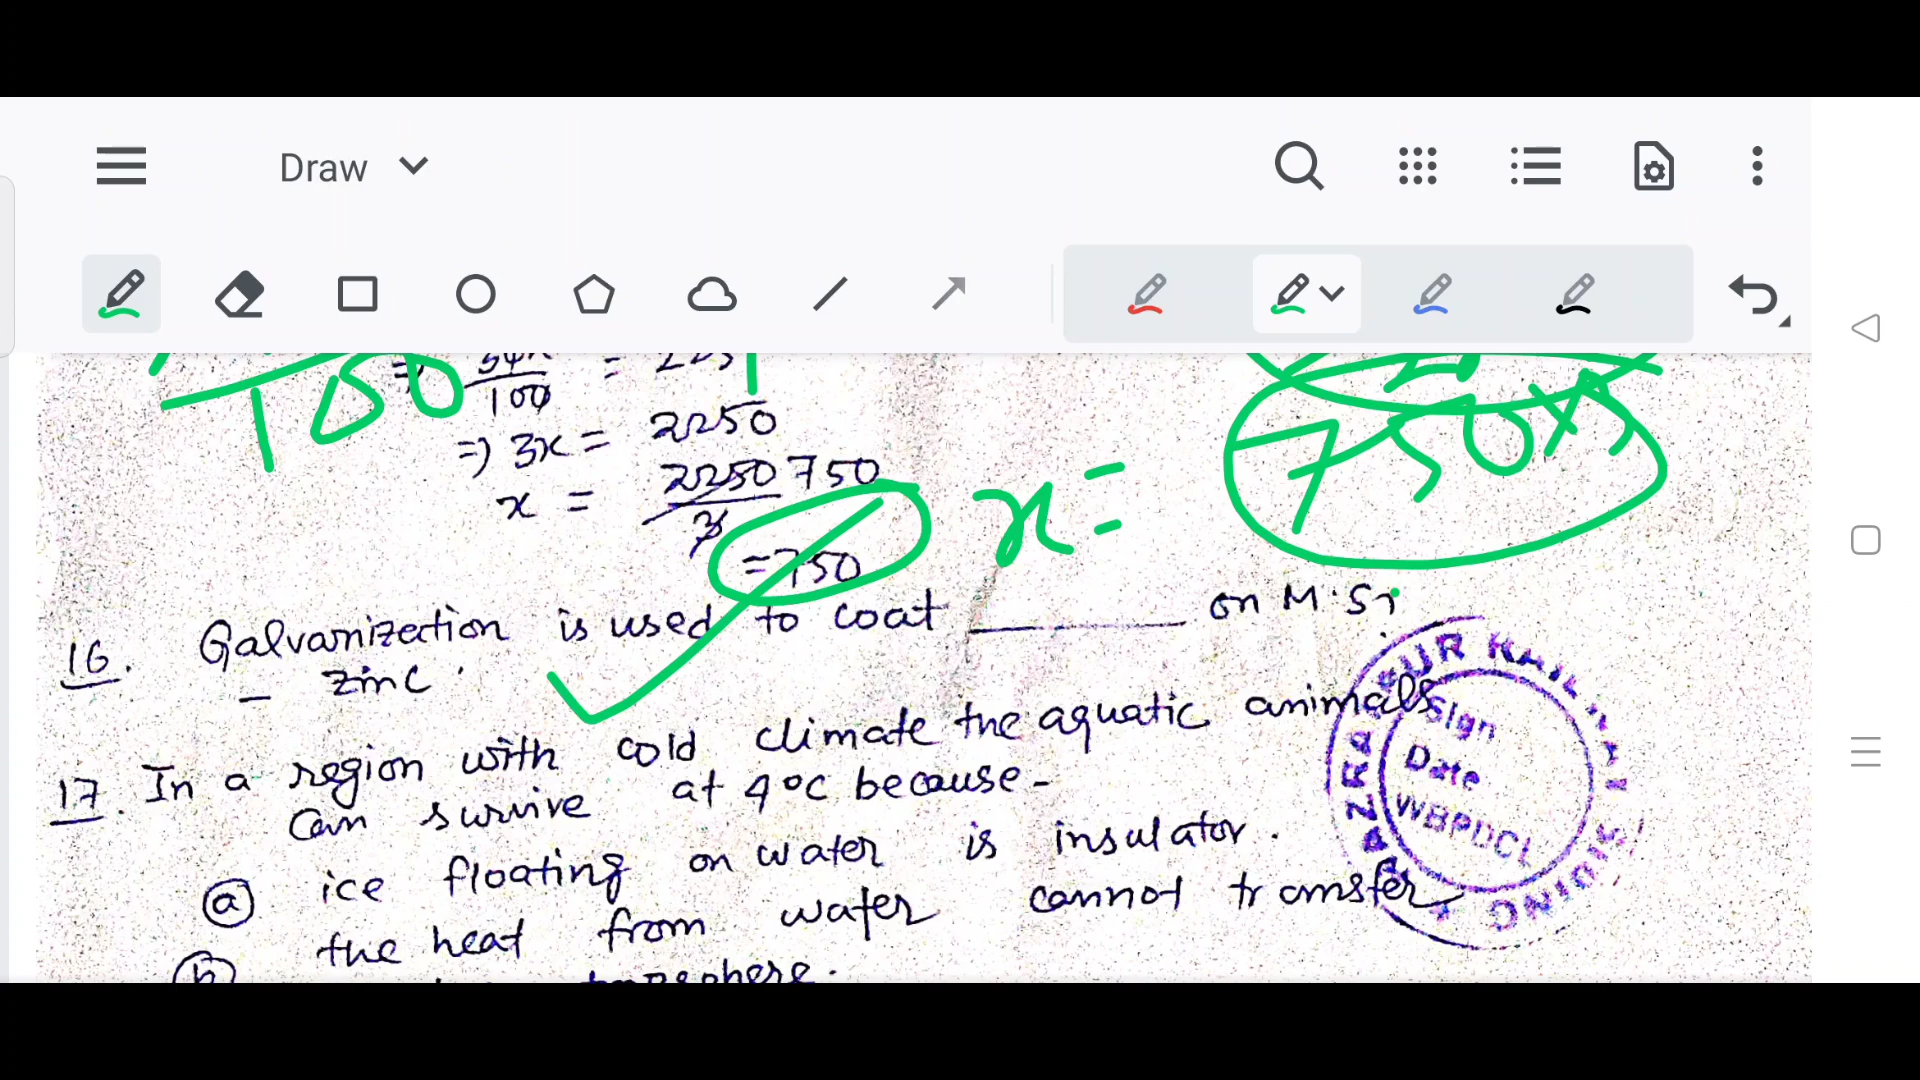 Draw
100
=> 3x = 2250
x = 2250 750
3
=750
x = 750
16. Galvanization is used to coat ________ on M.S
- zinc
17. In a region with cold climate the aquatic animals
can survive at 4°C because-
(a) ice floating on water is insulator.
(b) the heat from water cannot transfer
Sign
Date
WBPDCL